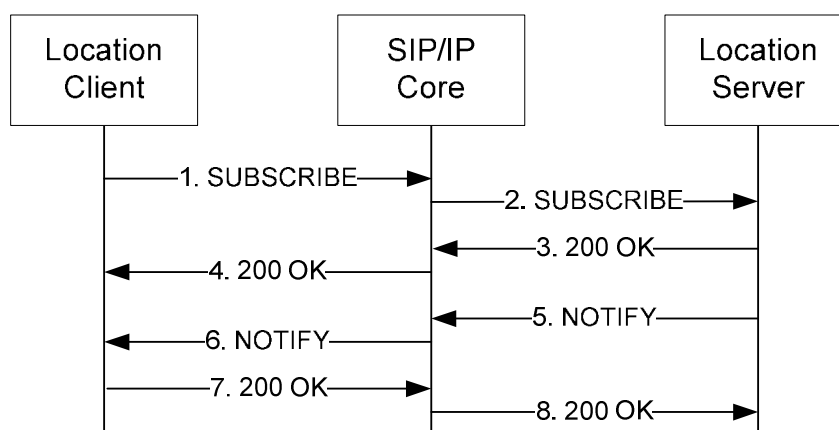 Location
Client
SIP/IP
Core
Location
Server
1. SUBSCRIBE
2. SUBSCRIBE
3. 200 OK
4. 200 OK
5. NOTIFY
6. NOTIFY
7. 200 OK
8. 200 OK